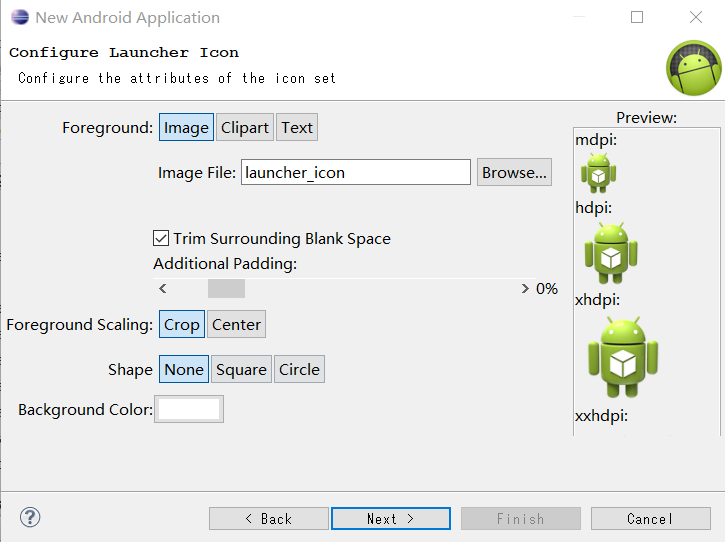 New Android Application
Configure Launcher Icon
Configure the attributes of the icon set
Foreground: Image Clipart Text
Image File: launcher_icon Browse...
Trim Surrounding Blank Space
Additional Padding:
< > 0%
Foreground Scaling: Crop Center
Shape None Square Circle
Background Color:
Preview:
mdpi:
hdpi:
xhdpi:
xxhdpi:
? < Back Next > Finish Cancel